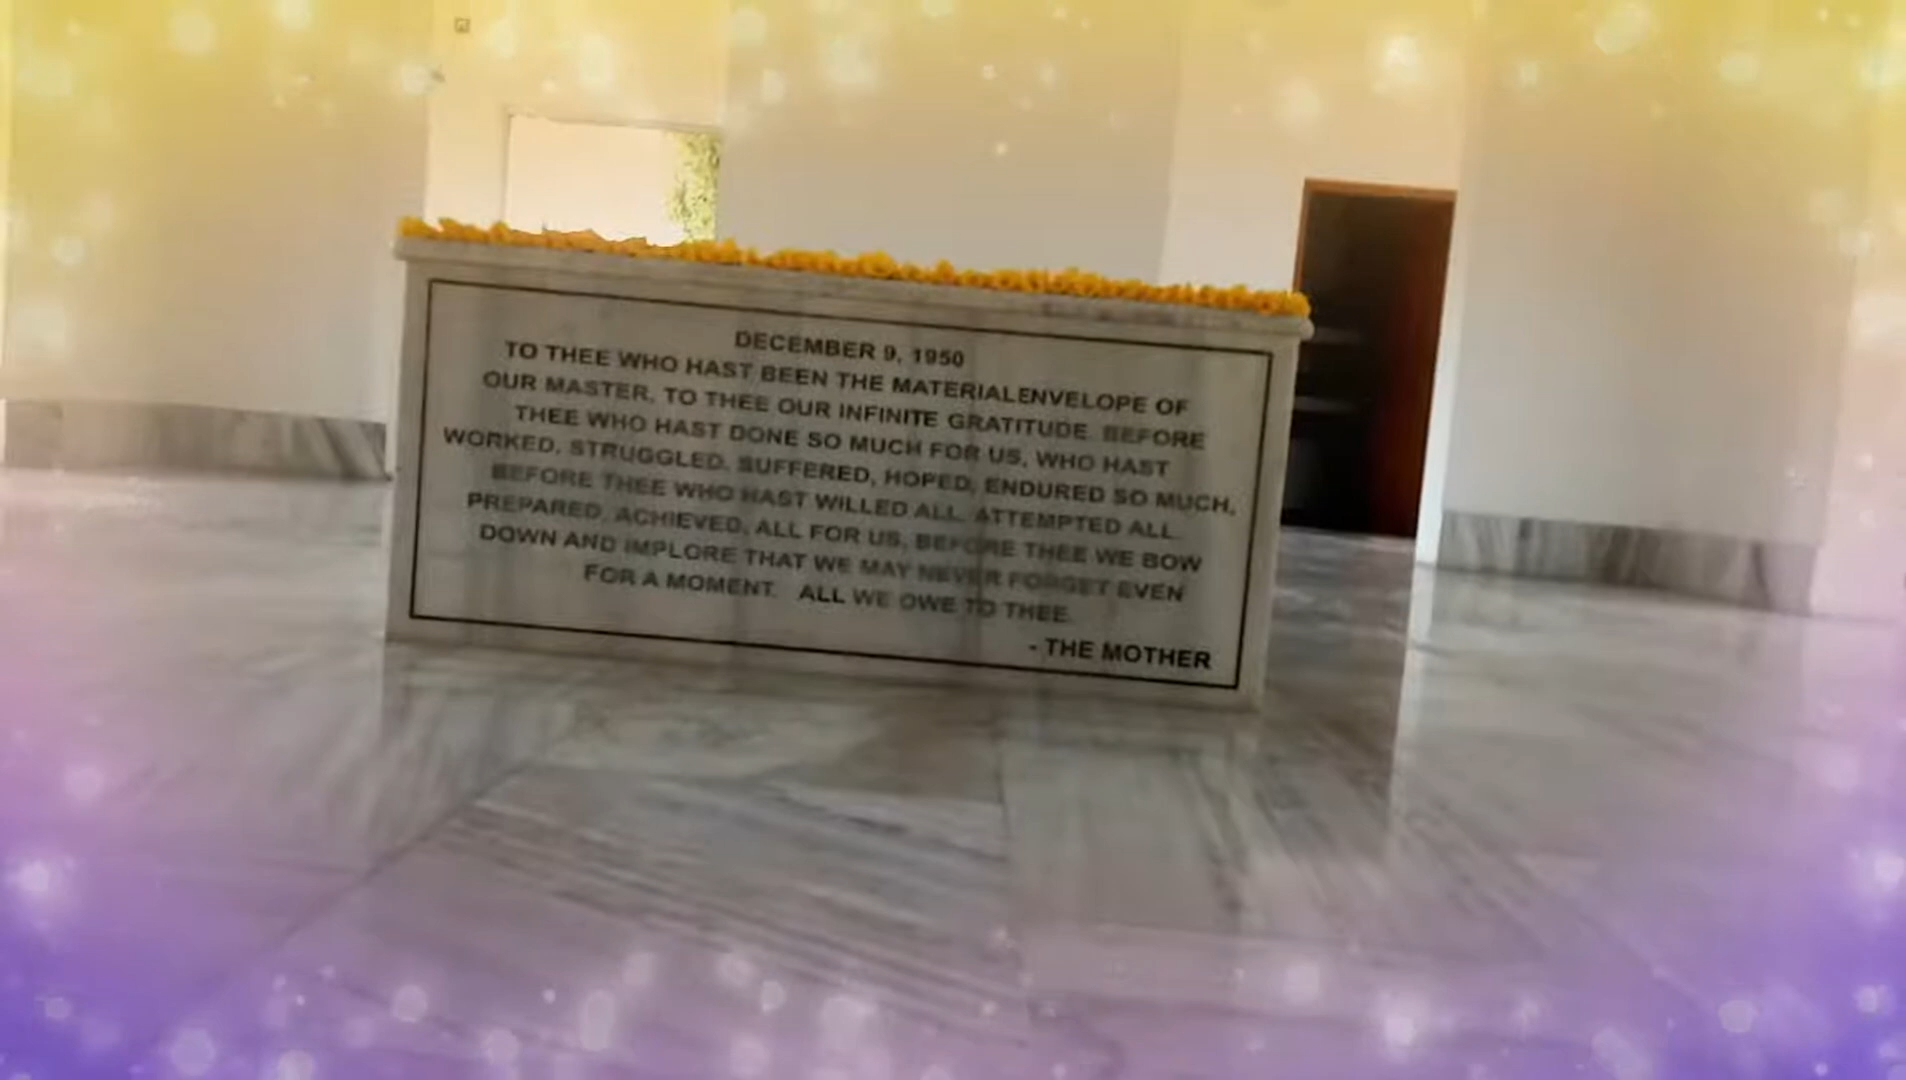 DECEMBER 9, 1950
TO THEE WHO HAST BEEN THE MATERIALENVELOPE OF
OUR MASTER, TO THEE OUR INFINITE GRATITUDE. BEFORE
THEE WHO HAST DONE SO MUCH FOR US, WHO HAST
WORKED, STRUGGLED, SUFFERED, HOPED, ENDURED SO MUCH,
BEFORE THEE WHO HAST WILLED ALL, ATTEMPTED ALL,
PREPARED, ACHIEVED, ALL FOR US, BEFORE THEE WE BOW
DOWN AND IMPLORE THAT WE MAY NEVER FORGET EVEN
FOR A MOMENT. ALL WE OWE TO THEE.
- THE MOTHER